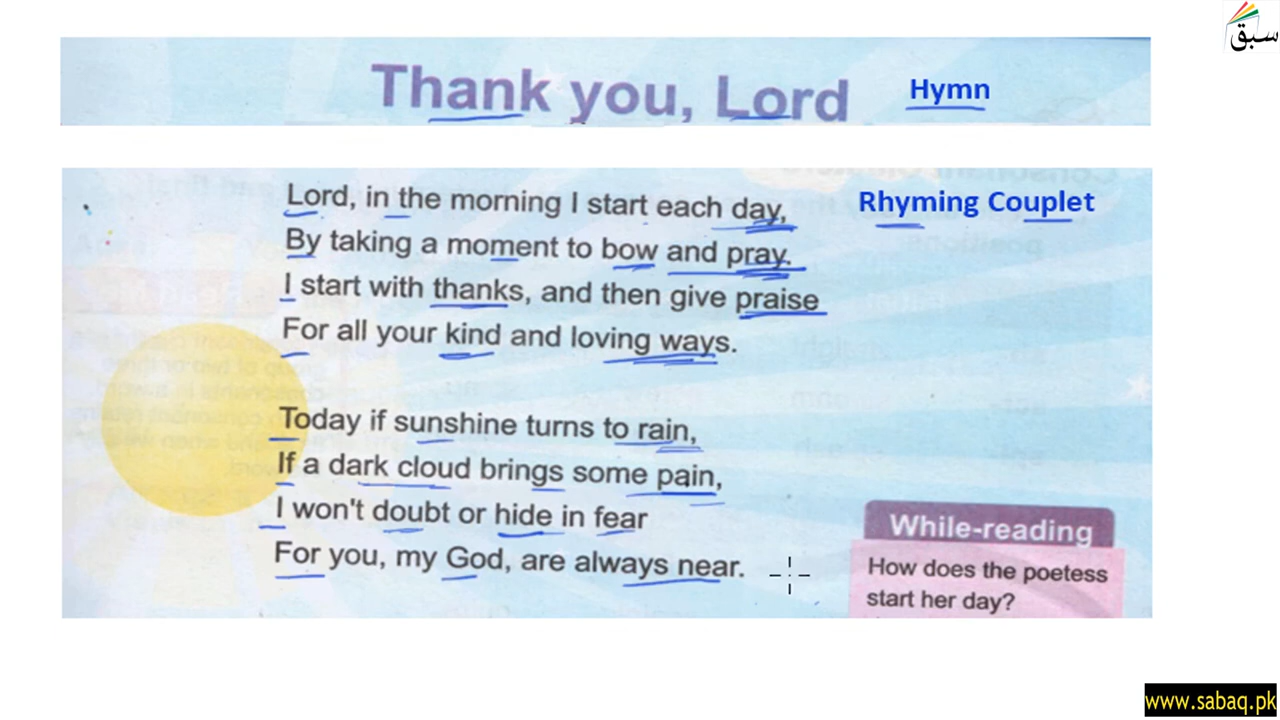 سبق
Thank you, Lord
Hymn
Lord, in the morning I start each day,
Rhyming Couplet
By taking a moment to bow and pray.
I start with thanks, and then give praise
For all your kind and loving ways.
Today if sunshine turns to rain,
If a dark cloud brings some pain,
I won't doubt or hide in fear
For you, my God, are always near.
While-reading
How does the poetess
start her day?
www.sabaq.pk